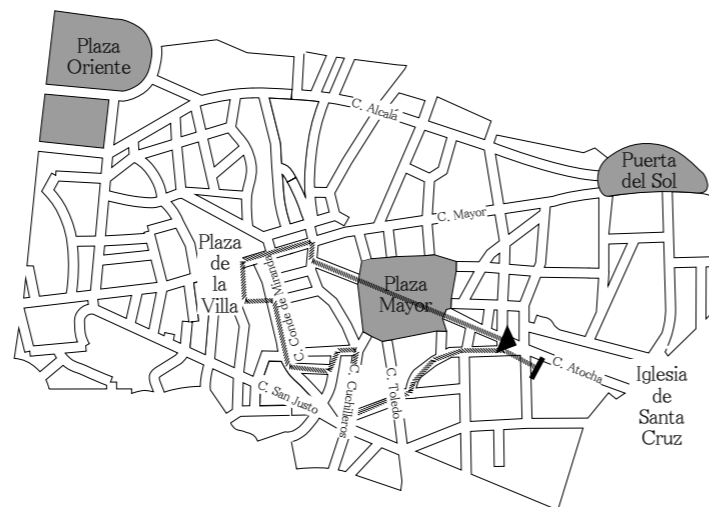 Plaza
Oriente
C. Alcalá
Puerta
del Sol
C. Mayor
Plaza
de
la
Villa
C. Conde de Miranda
Plaza
Mayor
C. Atocha
Iglesia
de
Santa
Cruz
C. San Justo
C. Cuchilleros
C. Toledo